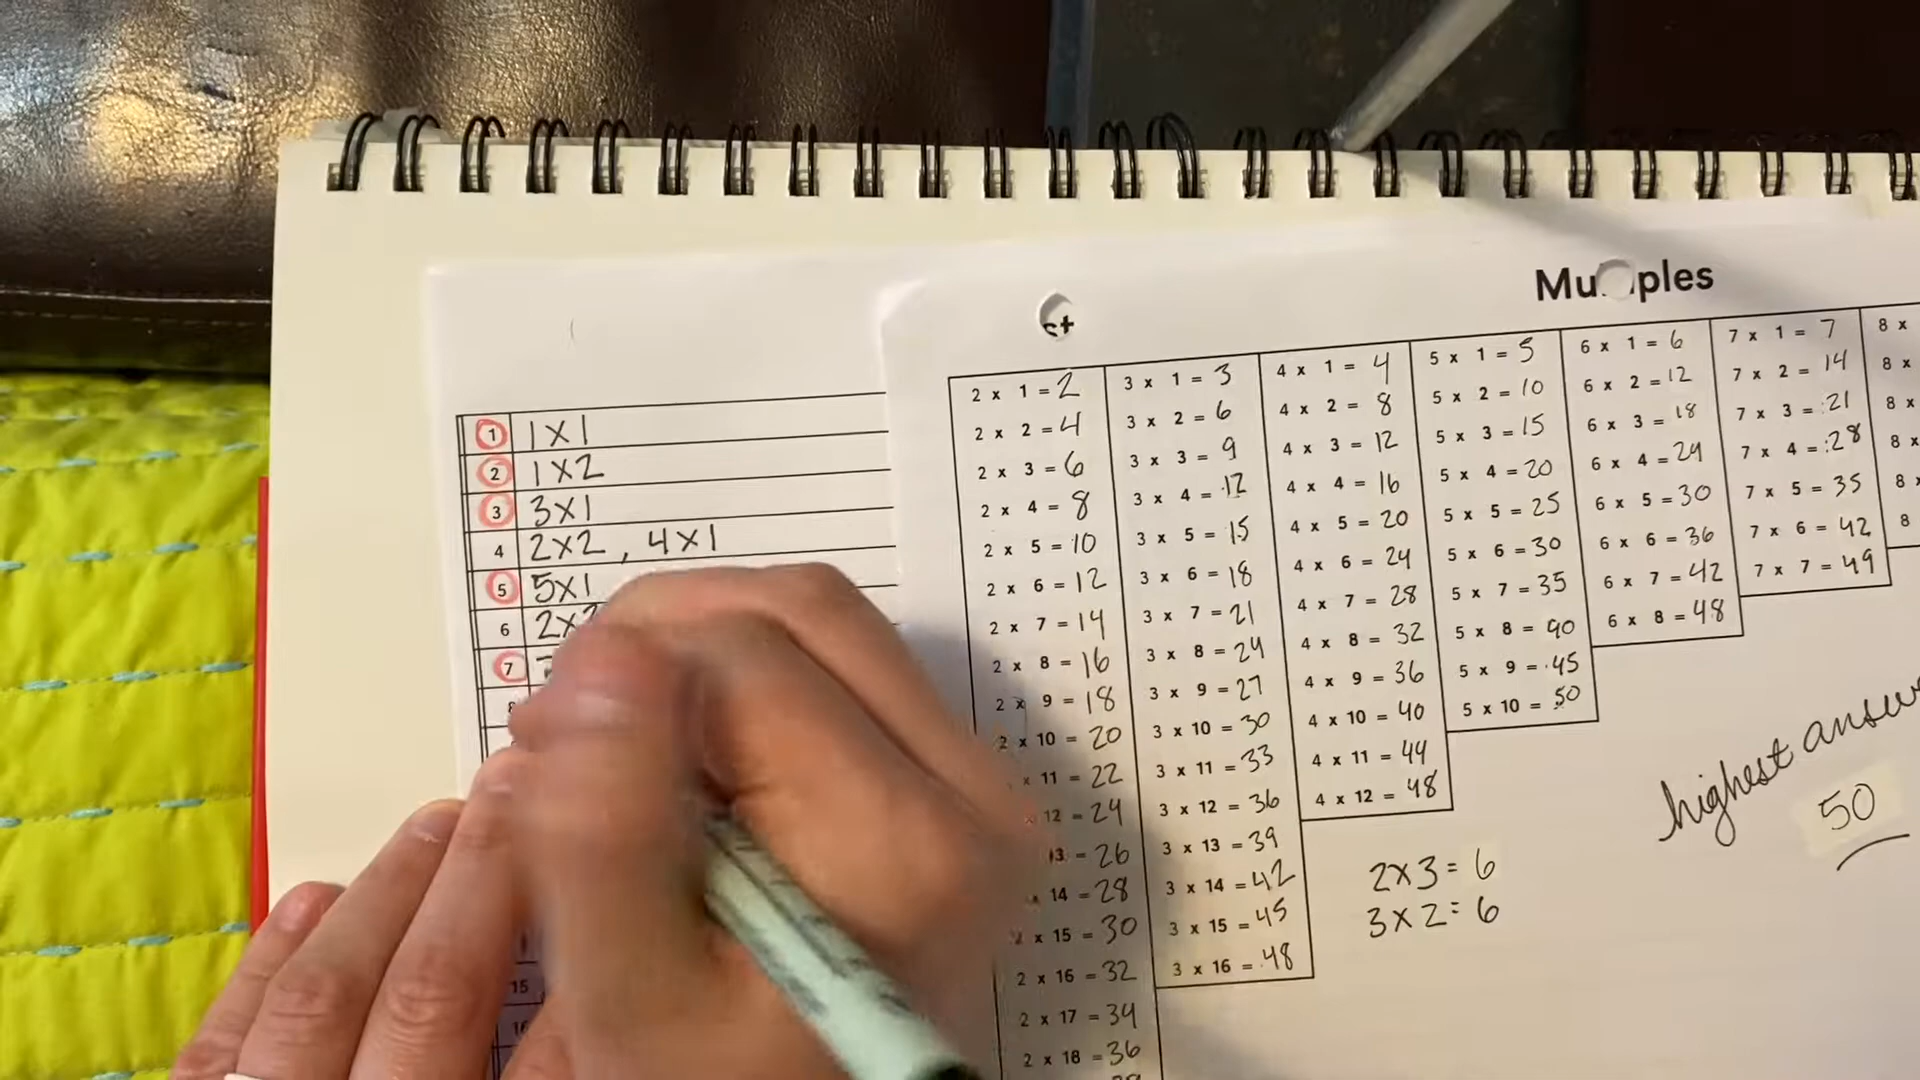 Mu ples
st
1 1X1
2 1X2
3 3X1
4 2X2 , 4X1
5 5X1
6
7
15
2 x 1 = 2
2 x 2 = 4
2 x 3 = 6
2 x 4 = 8
2 x 5 = 10
2 x 6 = 12
2 x 7 = 14
2 x 8 = 16
2 x 9 = 18
2 x 10 = 20
x 11 = 22
12 = 24
13 = 26
14 = 28
x 15 = 30
2 x 16 = 32
2 x 17 = 34
2 x 18 = 36
3 x 1 = 3
3 x 2 = 6
3 x 3 = 9
3 x 4 = 12
3 x 5 = 15
3 x 6 = 18
3 x 7 = 21
3 x 8 = 24
3 x 9 = 27
3 x 10 = 30
3 x 11 = 33
3 x 12 = 36
3 x 13 = 39
3 x 14 = 42
3 x 15 = 45
3 x 16 = 48
4 x 1 = 4
4 x 2 = 8
4 x 3 = 12
4 x 4 = 16
4 x 5 = 20
4 x 6 = 24
4 x 7 = 28
4 x 8 = 32
4 x 9 = 36
4 x 10 = 40
4 x 11 = 44
4 x 12 = 48
5 x 1 = 5
5 x 2 = 10
5 x 3 = 15
5 x 4 = 20
5 x 5 = 25
5 x 6 = 30
5 x 7 = 35
5 x 8 = 40
5 x 9 = 45
5 x 10 = 50
6 x 1 = 6
6 x 2 = 12
6 x 3 = 18
6 x 4 = 24
6 x 5 = 30
6 x 6 = 36
6 x 7 = 42
6 x 8 = 48
7 x 1 = 7
7 x 2 = 14
7 x 3 = 21
7 x 4 = 28
7 x 5 = 35
7 x 6 = 42
7 x 7 = 49
8 x
8 x
8 x
8 x
8
8
2X3 = 6
3X2 = 6
highest
50